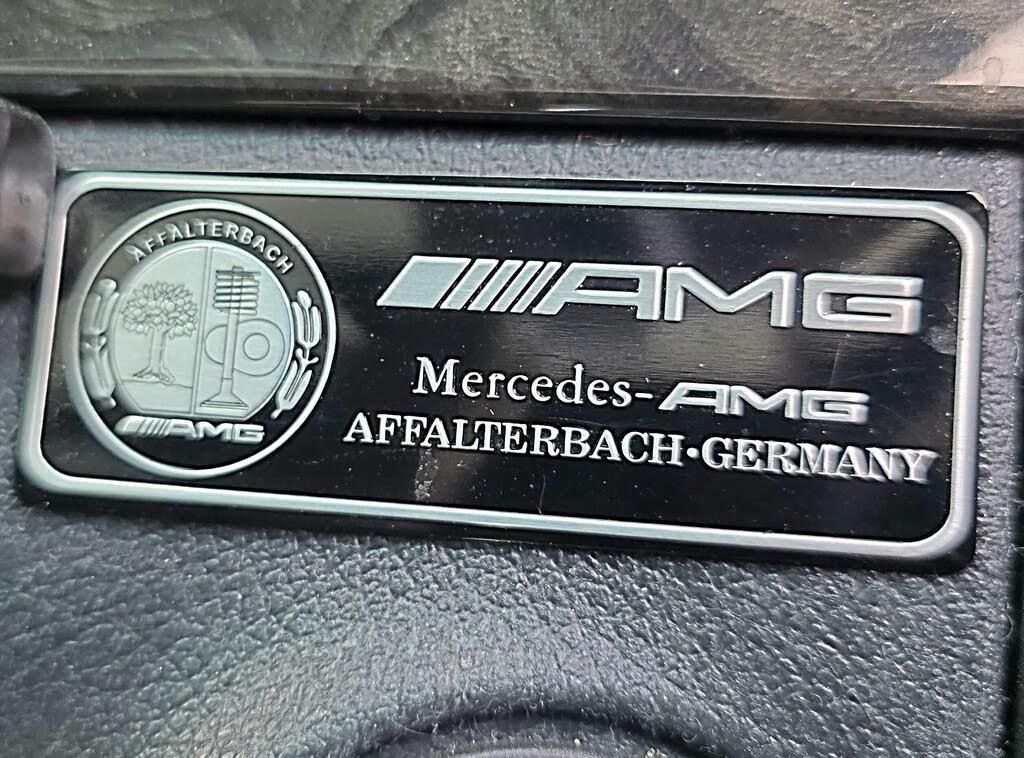 AFFALTERBACH
AMG
AMG
Mercedes-AMG
AFFALTERBACH·GERMANY